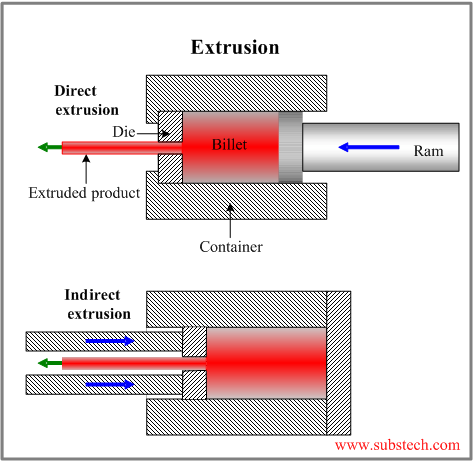 Extrusion
Direct
extrusion
Die
Billet
Ram
Extruded product
Container
Indirect
extrusion
www.substech.com